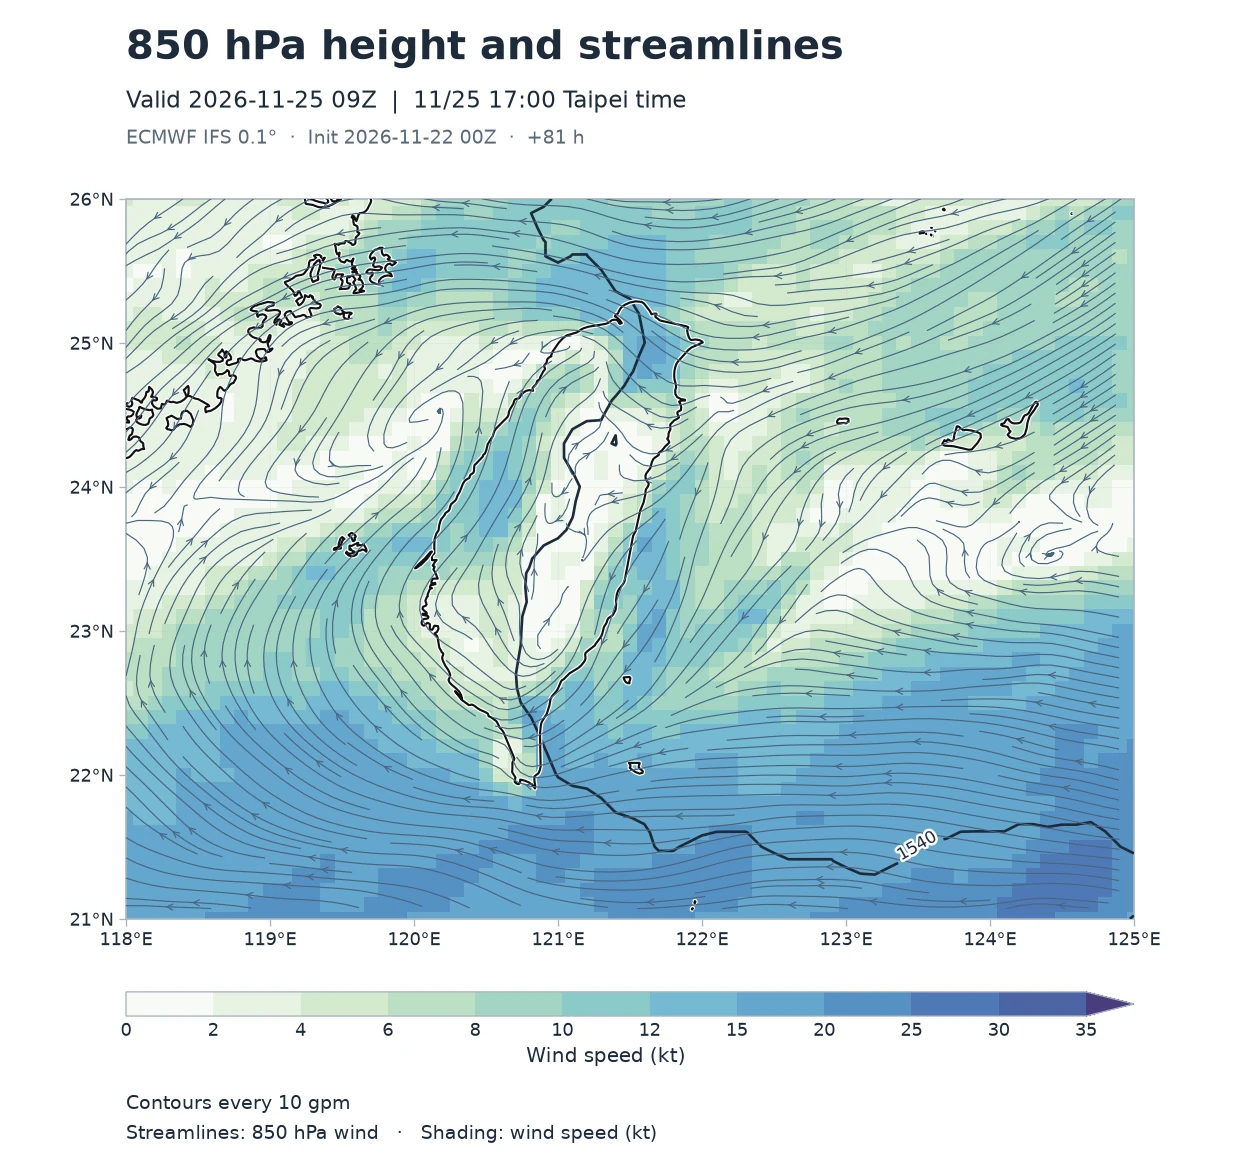 850 hPa height and streamlines
Valid 2026-11-25 09Z | 11/25 17:00 Taipei time
ECMWF IFS 0.1° · Init 2026-11-22 00Z · +81 h
26°N
25°N
24°N
23°N
22°N
21°N
1540
118°E 119°E 120°E 121°E 122°E 123°E 124°E 125°E
0 2 4 6 8 10 12 15 20 25 30 35
Wind speed (kt)
Contours every 10 gpm
Streamlines: 850 hPa wind · Shading: wind speed (kt)